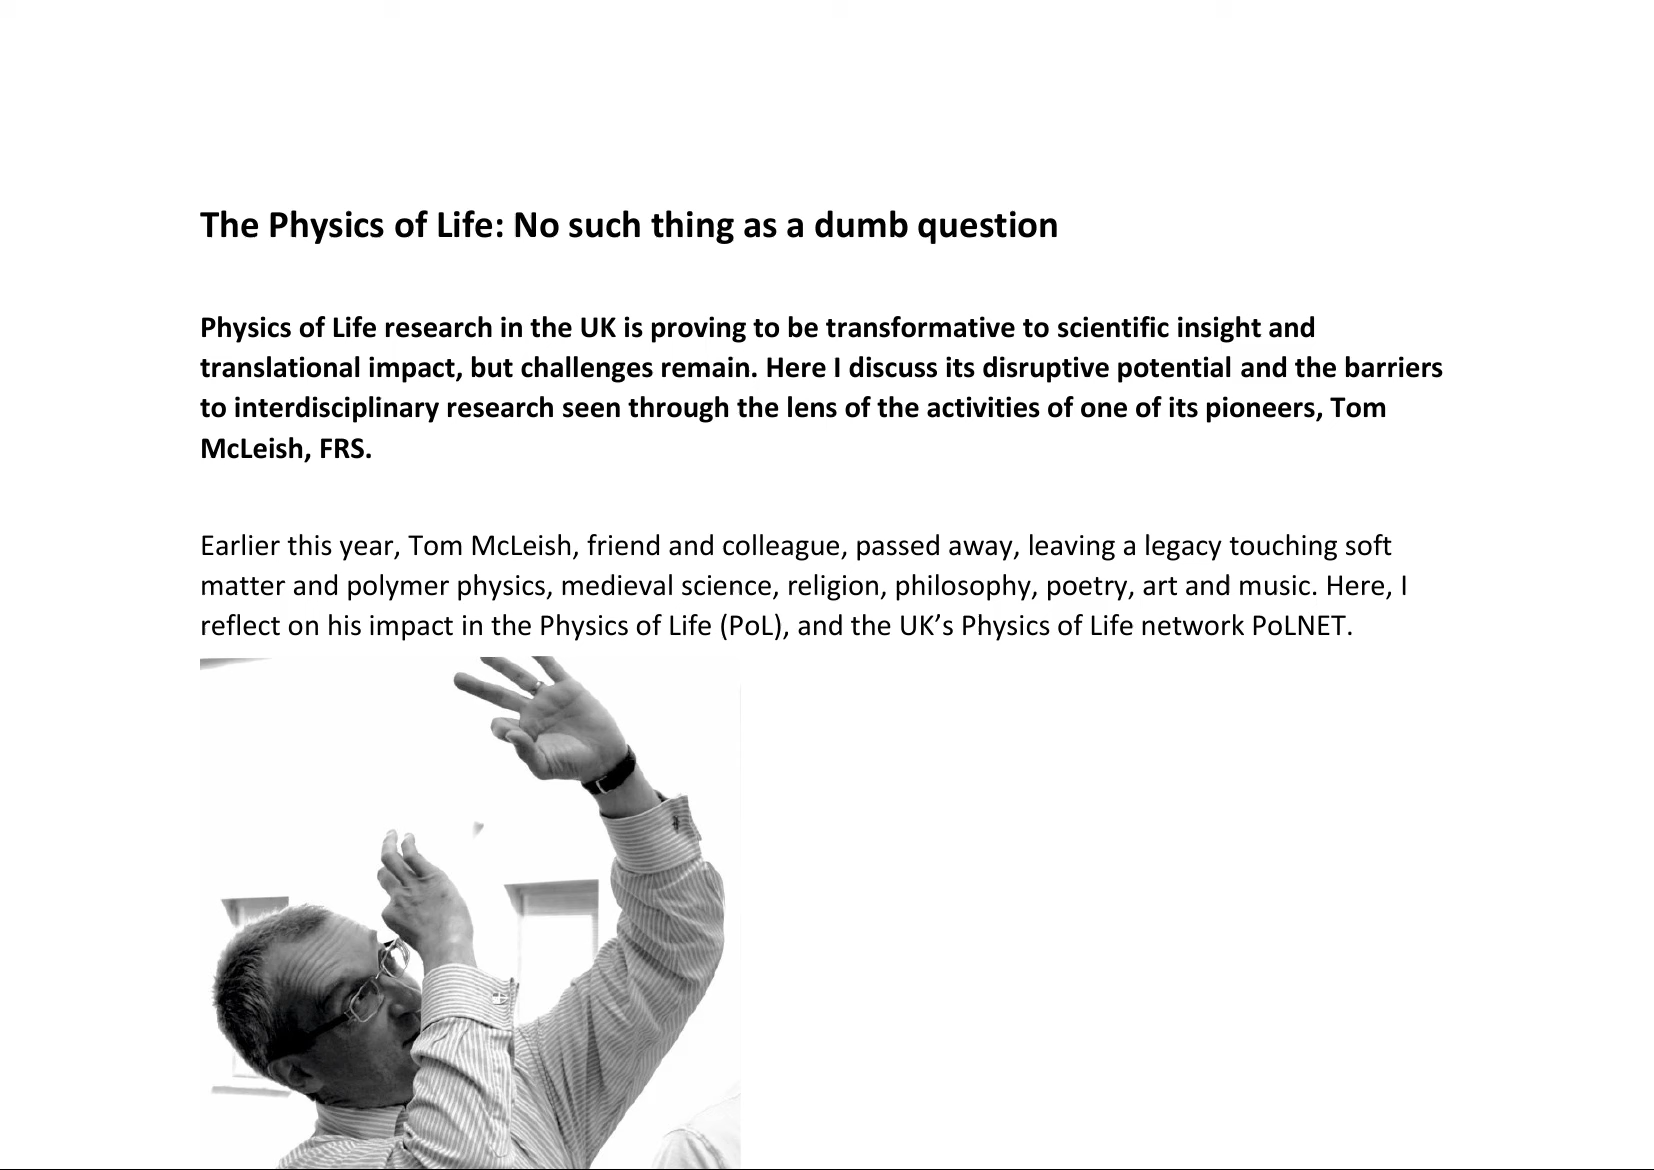 The Physics of Life: No such thing as a dumb question
Physics of Life research in the UK is proving to be transformative to scientific insight and
translational impact, but challenges remain. Here I discuss its disruptive potential and the barriers
to interdisciplinary research seen through the lens of the activities of one of its pioneers, Tom
McLeish, FRS.
Earlier this year, Tom McLeish, friend and colleague, passed away, leaving a legacy touching soft
matter and polymer physics, medieval science, religion, philosophy, poetry, art and music. Here, I
reflect on his impact in the Physics of Life (PoL), and the UK’s Physics of Life network PoLNET.